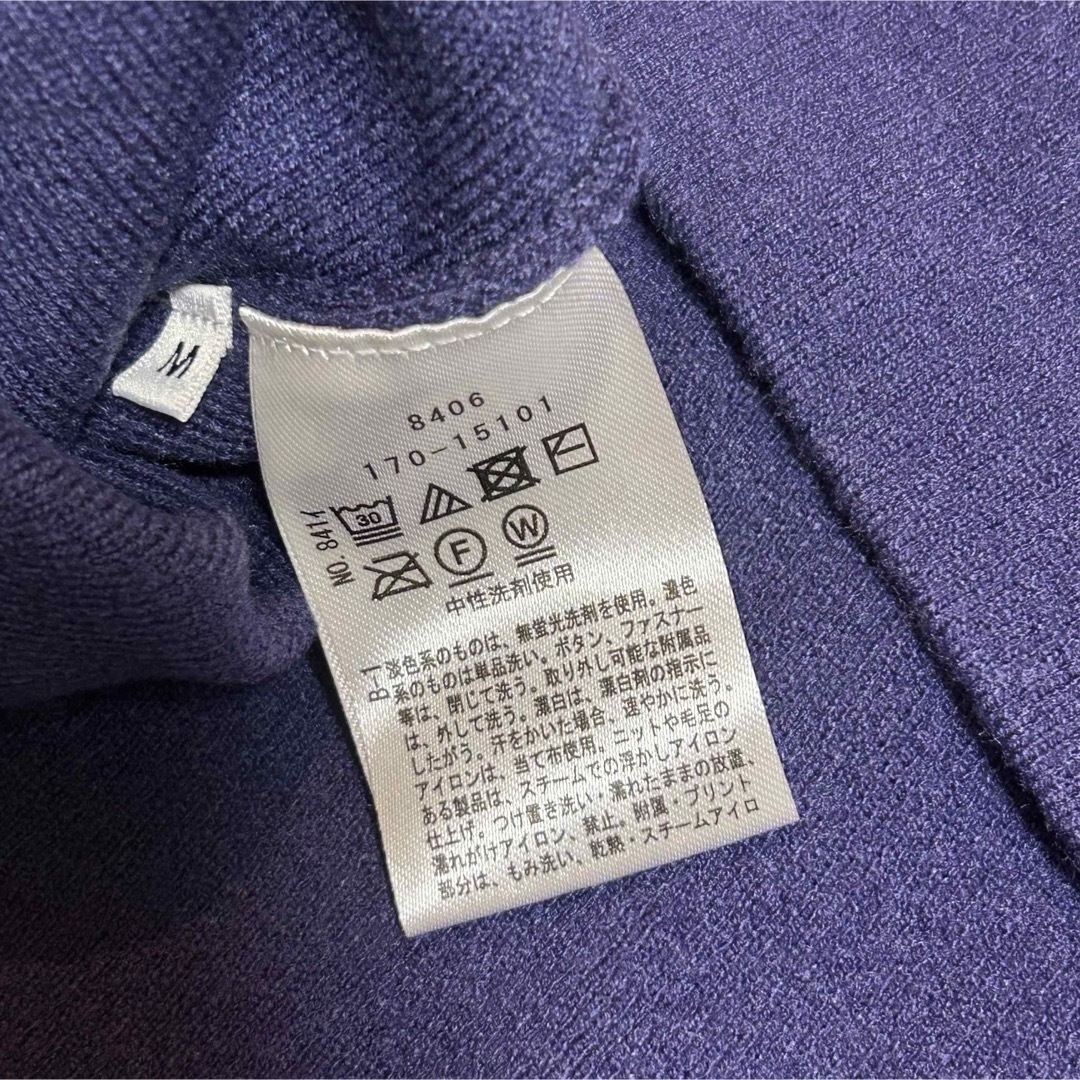 M
8406
170-15101
NO.8411
30
F
W
中性洗剤使用
B-1
淡色系のものは、無蛍光洗剤を使用。濃色
系のものは単品洗い。ボタン、ファスナー
等は、閉じて洗う。取り外し可能な附属品
は、外して洗う。漂白は、漂白剤の指示に
したがう。汗をかいた場合、速やかに洗う。
アイロンは、当て布使用。ニットや毛足の
ある製品は、スチームでの浮かしアイロン
仕上げ。つけ置き洗い・濡れたままの放置、
濡れがけアイロン、禁止。附属・プリント
部分は、もみ洗い、乾熱・スチームアイロ